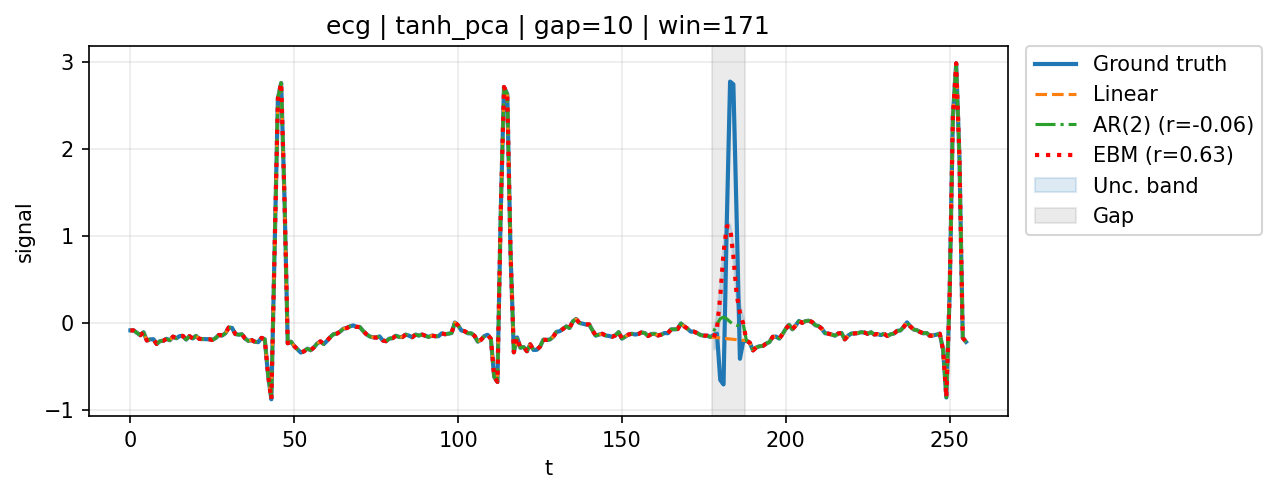 ecg | tanh_pca | gap=10 | win=171
3
2
1
0
−1
signal
0
50
100
150
200
250
t
Ground truth
Linear
AR(2) (r=-0.06)
EBM (r=0.63)
Unc. band
Gap